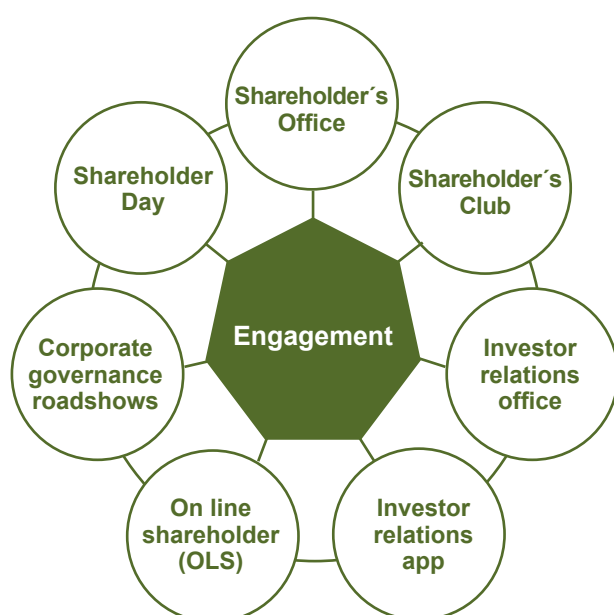 Shareholder´s
Office
Shareholder´s
Club
Investor
relations
office
Investor
relations
app
On line
shareholder
(OLS)
Corporate
governance
roadshows
Shareholder
Day
Engagement